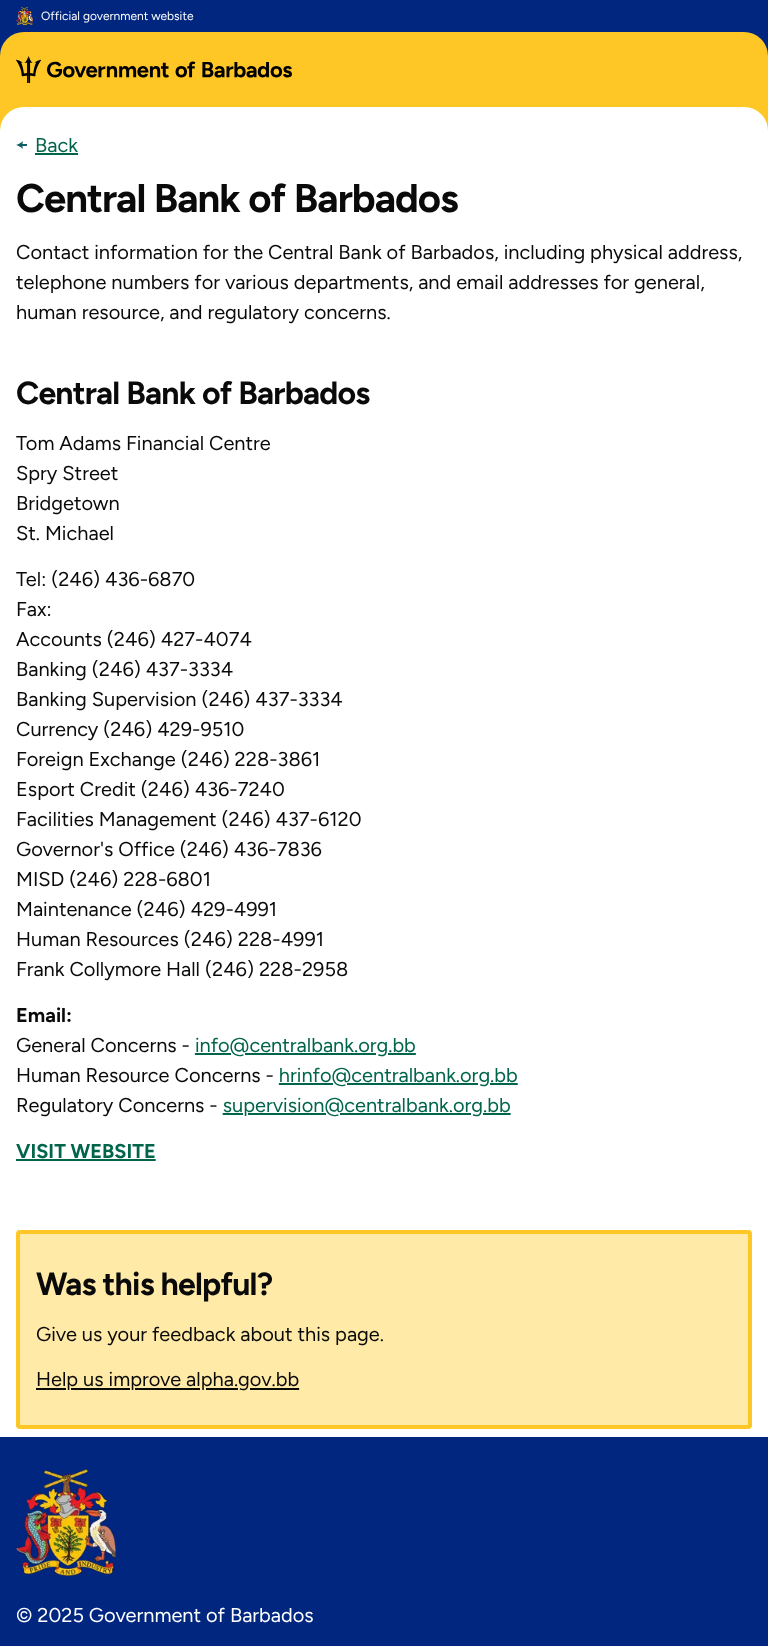 Official government website
Government of Barbados
← Back
Central Bank of Barbados
Contact information for the Central Bank of Barbados, including physical address,
telephone numbers for various departments, and email addresses for general,
human resource, and regulatory concerns.
Central Bank of Barbados
Tom Adams Financial Centre
Spry Street
Bridgetown
St. Michael
Tel: (246) 436-6870
Fax:
Accounts (246) 427-4074
Banking (246) 437-3334
Banking Supervision (246) 437-3334
Currency (246) 429-9510
Foreign Exchange (246) 228-3861
Esport Credit (246) 436-7240
Facilities Management (246) 437-6120
Governor's Office (246) 436-7836
MISD (246) 228-6801
Maintenance (246) 429-4991
Human Resources (246) 228-4991
Frank Collymore Hall (246) 228-2958
Email:
General Concerns - info@centralbank.org.bb
Human Resource Concerns - hrinfo@centralbank.org.bb
Regulatory Concerns - supervision@centralbank.org.bb
VISIT WEBSITE
Was this helpful?
Give us your feedback about this page.
Help us improve alpha.gov.bb
PRIDE AND INDUSTRY
© 2025 Government of Barbados